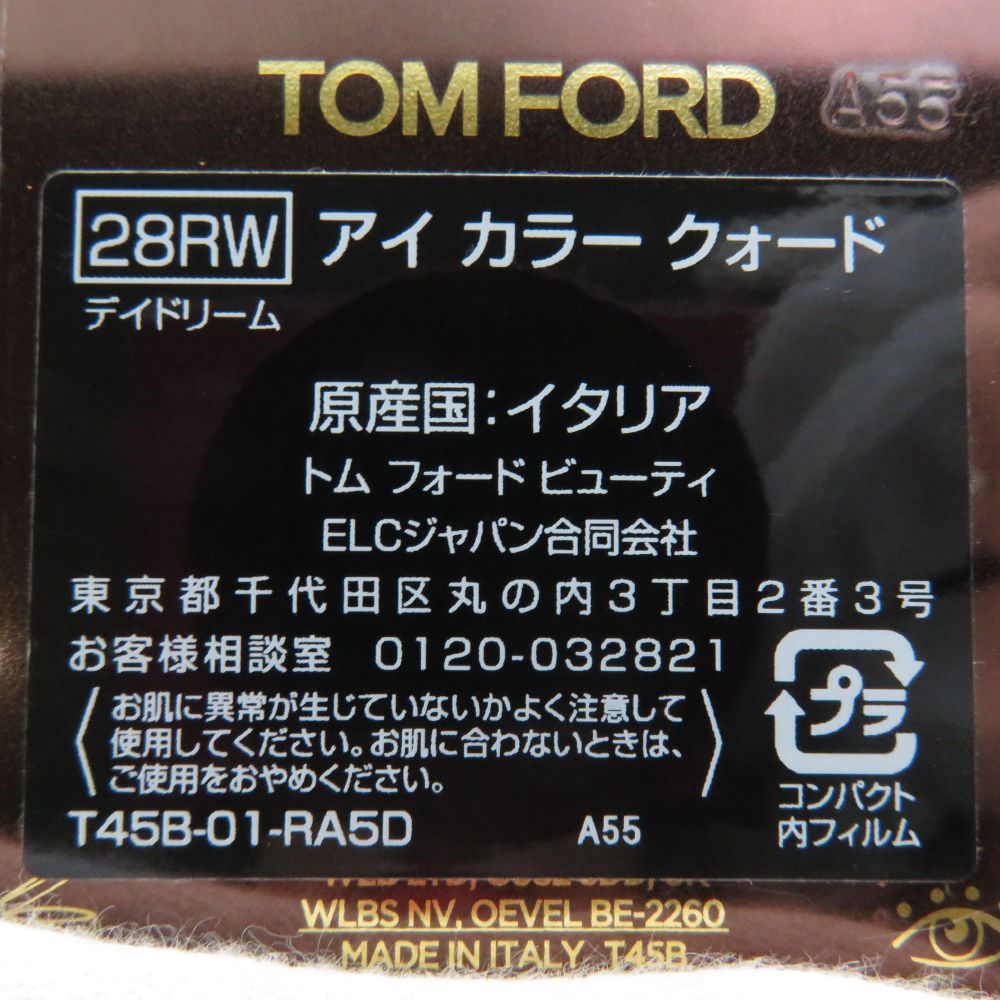 TOM FORD A55
28RW アイ カラー クォード
デイドリーム
原産国:イタリア
トム フォード ビューティ
ELCジャパン合同会社
東京都千代田区丸の内3丁目2番3号
お客様相談室 0120-032821
お肌に異常が生じていないかよく注意して
使用してください。お肌に合わないときは、
ご使用をおやめください。
プラ
コンパクト
内フィルム
T45B-01-RA5D A55
WLBS NV, OEVEL BE-2260
MADE IN ITALY T45B